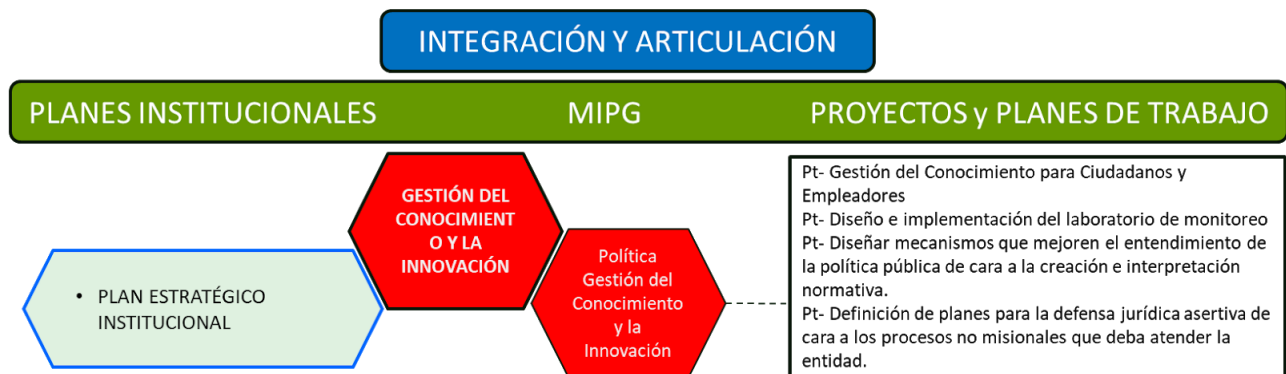 INTEGRACIÓN Y ARTICULACIÓN
PLANES INSTITUCIONALES
MIPG
PROYECTOS y PLANES DE TRABAJO
GESTIÓN DEL
CONOCIMIENT
O Y LA
INNOVACIÓN
• PLAN ESTRATÉGICO
INSTITUCIONAL
Política
Gestión del
Conocimiento
y la
Innovación
Pt- Gestión del Conocimiento para Ciudadanos y
Empleadores
Pt- Diseño e implementación del laboratorio de monitoreo
Pt- Diseñar mecanismos que mejoren el entendimiento de
la política pública de cara a la creación e interpretación
normativa.
Pt- Definición de planes para la defensa jurídica asertiva de
cara a los procesos no misionales que deba atender la
entidad.